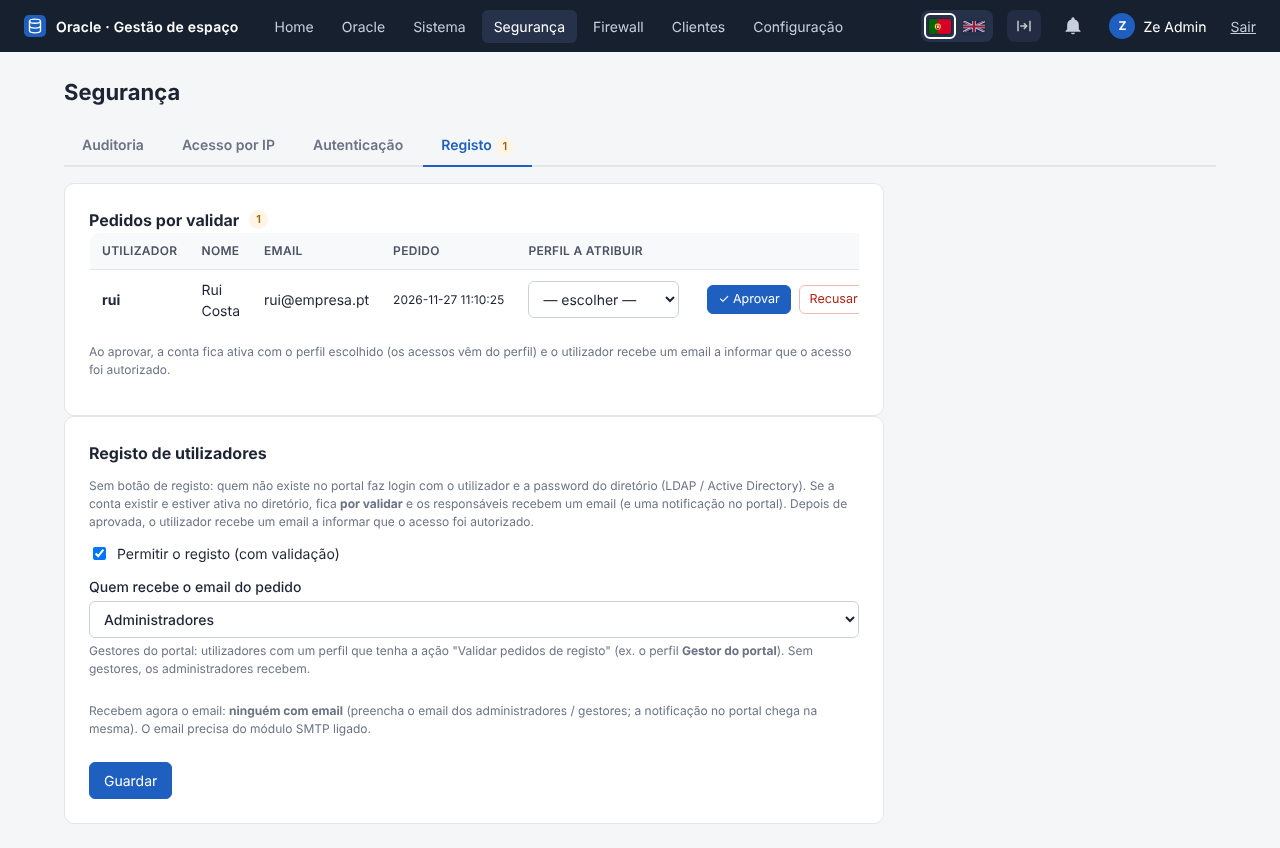 Oracle · Gestão de espaço
Home
Oracle
Sistema
Segurança
Firewall
Clientes
Configuração
Z
Ze Admin
Sair
Segurança
Auditoria
Acesso por IP
Autenticação
Registo 1
Pedidos por validar 1
UTILIZADOR NOME EMAIL PEDIDO PERFIL A ATRIBUIR
rui Rui Costa rui@empresa.pt 2026-11-27 11:10:25 — escolher — ✓ Aprovar Recusar
Ao aprovar, a conta fica ativa com o perfil escolhido (os acessos vêm do perfil) e o utilizador recebe um email a informar que o acesso
foi autorizado.
Registo de utilizadores
Sem botão de registo: quem não existe no portal faz login com o utilizador e a password do diretório (LDAP / Active Directory). Se a
conta existir e estiver ativa no diretório, fica por validar e os responsáveis recebem um email (e uma notificação no portal). Depois de
aprovada, o utilizador recebe um email a informar que o acesso foi autorizado.
Permitir o registo (com validação)
Quem recebe o email do pedido
Administradores
Gestores do portal: utilizadores com um perfil que tenha a ação "Validar pedidos de registo" (ex. o perfil Gestor do portal). Sem
gestores, os administradores recebem.
Recebem agora o email: ninguém com email (preencha o email dos administradores / gestores; a notificação no portal chega na
mesma). O email precisa do módulo SMTP ligado.
Guardar